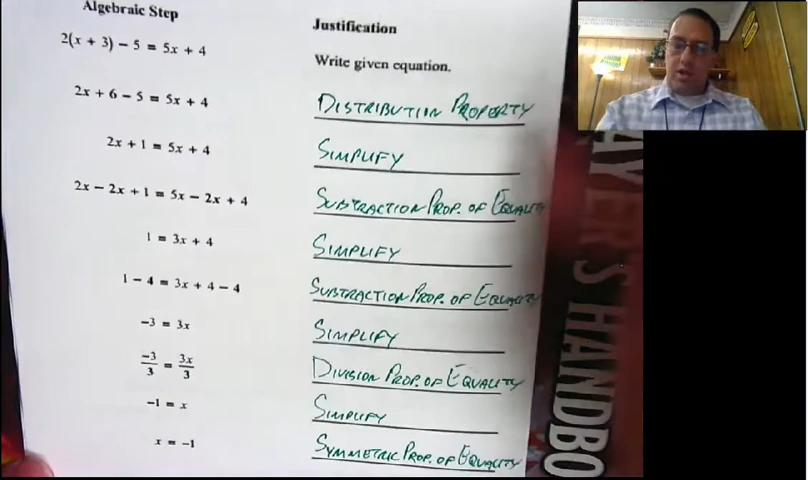 Algebraic Step
Justification
2(x + 3) − 5 = 5x + 4
Write given equation.
2x + 6 − 5 = 5x + 4
DISTRIBUTION PROPERTY
2x + 1 = 5x + 4
SIMPLIFY
2x − 2x + 1 = 5x − 2x + 4
SUBTRACTION PROP. OF EQUALITY
1 = 3x + 4
SIMPLIFY
1 − 4 = 3x + 4 − 4
SUBTRACTION PROP. OF EQUALITY
−3 = 3x
SIMPLIFY
−3/3 = 3x/3
DIVISION PROP. OF EQUALITY
−1 = x
SIMPLIFY
x = −1
SYMMETRIC PROP. OF EQUALITY
AYER'S HANDBO